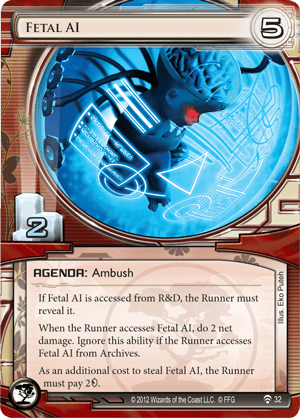 Fetal AI
5
2
AGENDA: Ambush
If Fetal AI is accessed from R&D, the Runner must
reveal it.
When the Runner accesses Fetal AI, do 2 net
damage. Ignore this ability if the Runner accesses
Fetal AI from Archives.
As an additional cost to steal Fetal AI, the Runner
must pay 2
Illus. Eko Puteh
© 2012 Wizards of the Coast LLC. © FFG
32